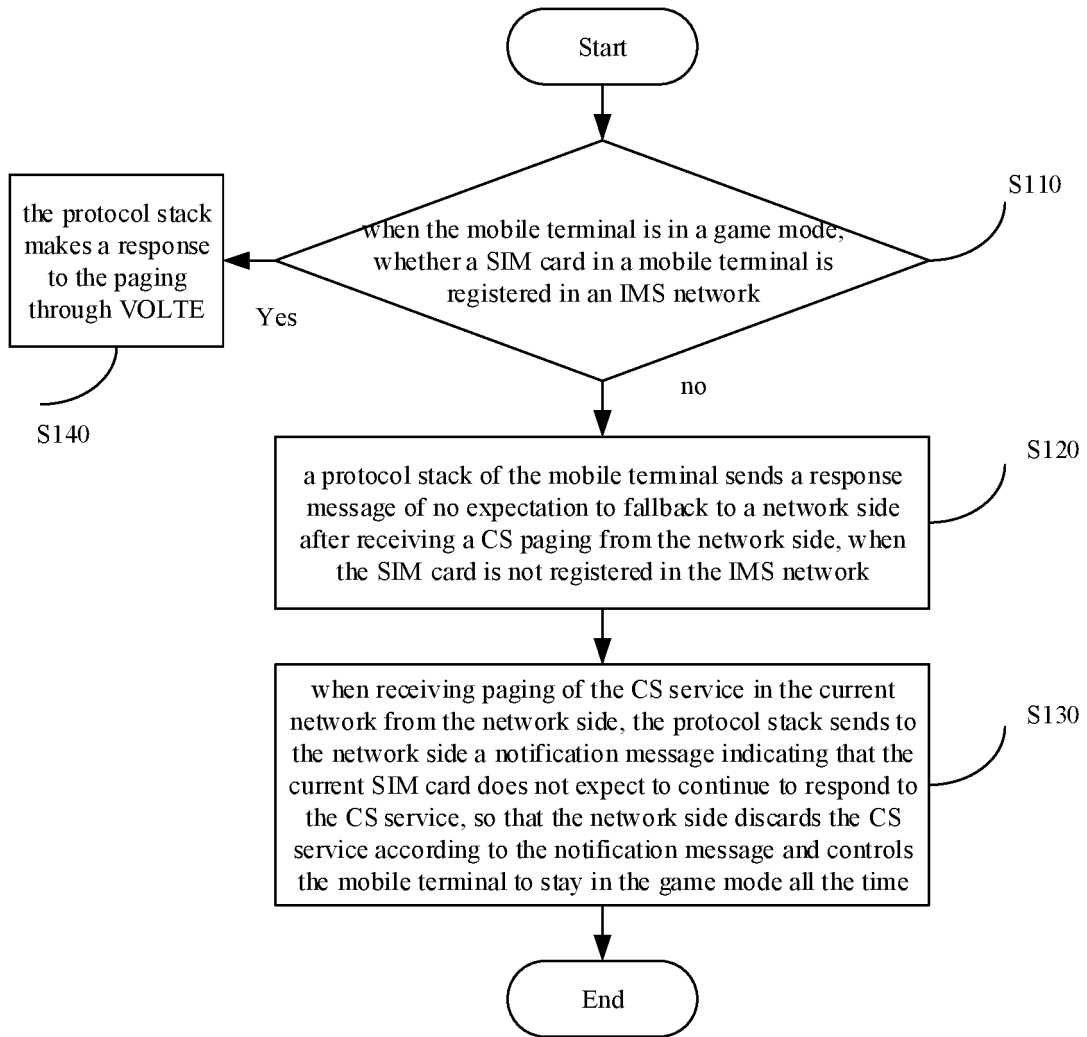 Start
S110
when the mobile terminal is in a game mode,
whether a SIM card in a mobile terminal is
registered in an IMS network
the protocol stack
makes a response
to the paging
through VOLTE
Yes
S140
no
S120
a protocol stack of the mobile terminal sends a response
message of no expectation to fallback to a network side
after receiving a CS paging from the network side, when
the SIM card is not registered in the IMS network
S130
when receiving paging of the CS service in the current
network from the network side, the protocol stack sends to
the network side a notification message indicating that the
current SIM card does not expect to continue to respond to
the CS service, so that the network side discards the CS
service according to the notification message and controls
the mobile terminal to stay in the game mode all the time
End